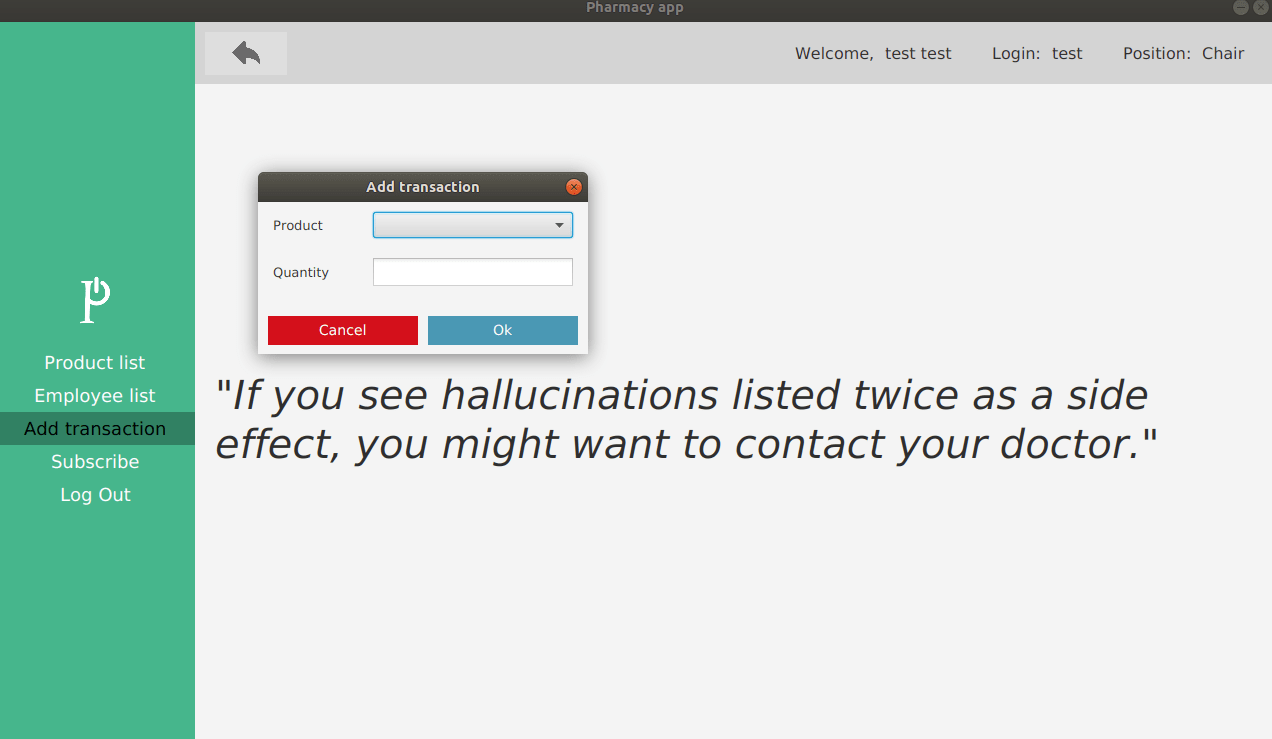 Pharmacy app
Welcome, test test Login: test Position: Chair
Add transaction
Product
Quantity
Cancel Ok
Product list
Employee list
Add transaction
Subscribe
Log Out
"If you see hallucinations listed twice as a side
effect, you might want to contact your doctor."